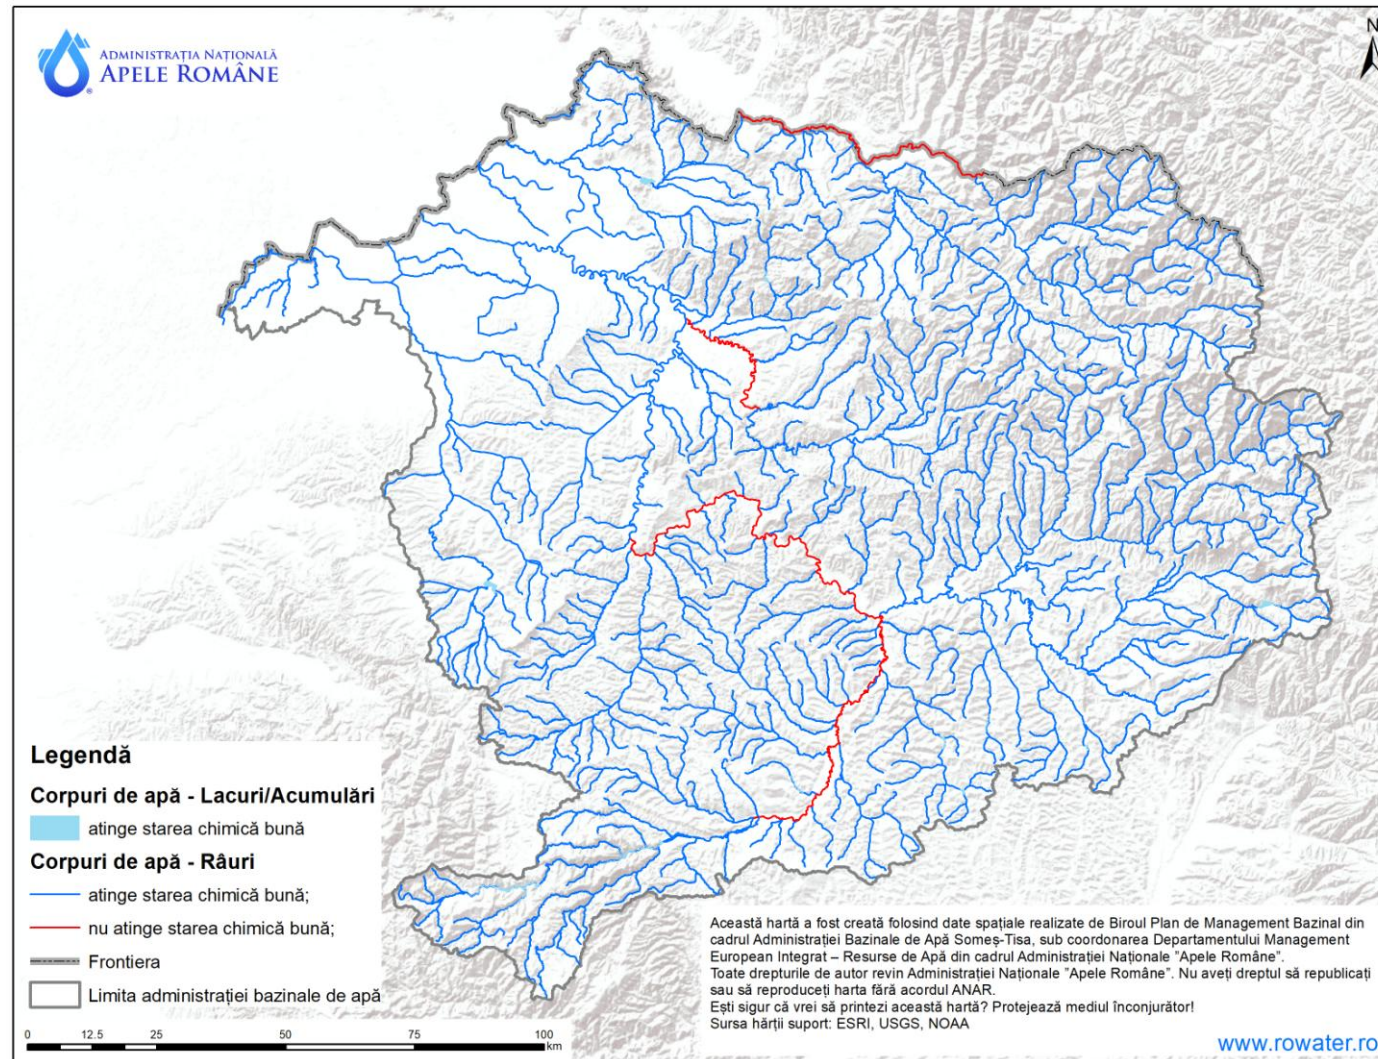 ADMINISTRAȚIA NAȚIONALĂ
APELE ROMÂNE
®
N
Legendă
Corpuri de apă - Lacuri/Acumulări
atinge starea chimică bună
Corpuri de apă - Râuri
atinge starea chimică bună;
nu atinge starea chimică bună;
Frontiera
Limita administrației bazinale de apă
0 12.5 25 50 75 100
km
Această hartă a fost creată folosind date spațiale realizate de Biroul Plan de Management Bazinal din
cadrul Administrației Bazinale de Apă Someș-Tisa, sub coordonarea Departamentului Management
European Integrat – Resurse de Apă din cadrul Administrației Naționale "Apele Române".
Toate drepturile de autor revin Administrației Naționale "Apele Române". Nu aveți dreptul să republicați
sau să reproduceți harta fără acordul ANAR.
Ești sigur că vrei să printezi această hartă? Protejează mediul înconjurător!
Sursa hărții suport: ESRI, USGS, NOAA
www.rowater.ro